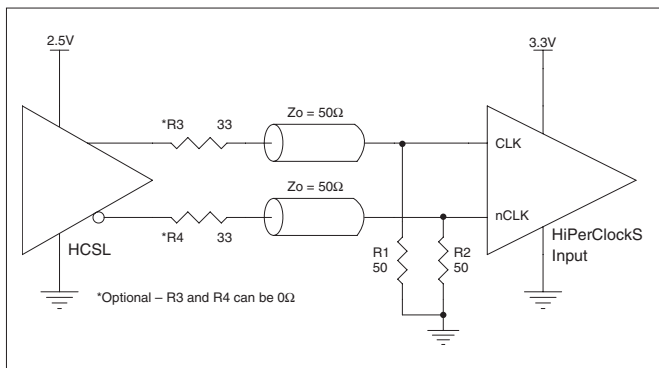 2.5V
3.3V
*R3 33
Zo = 50Ω
CLK
Zo = 50Ω
nCLK
HCSL
*R4 33
R1
50
R2
50
HiPerClockS
Input
*Optional – R3 and R4 can be 0Ω